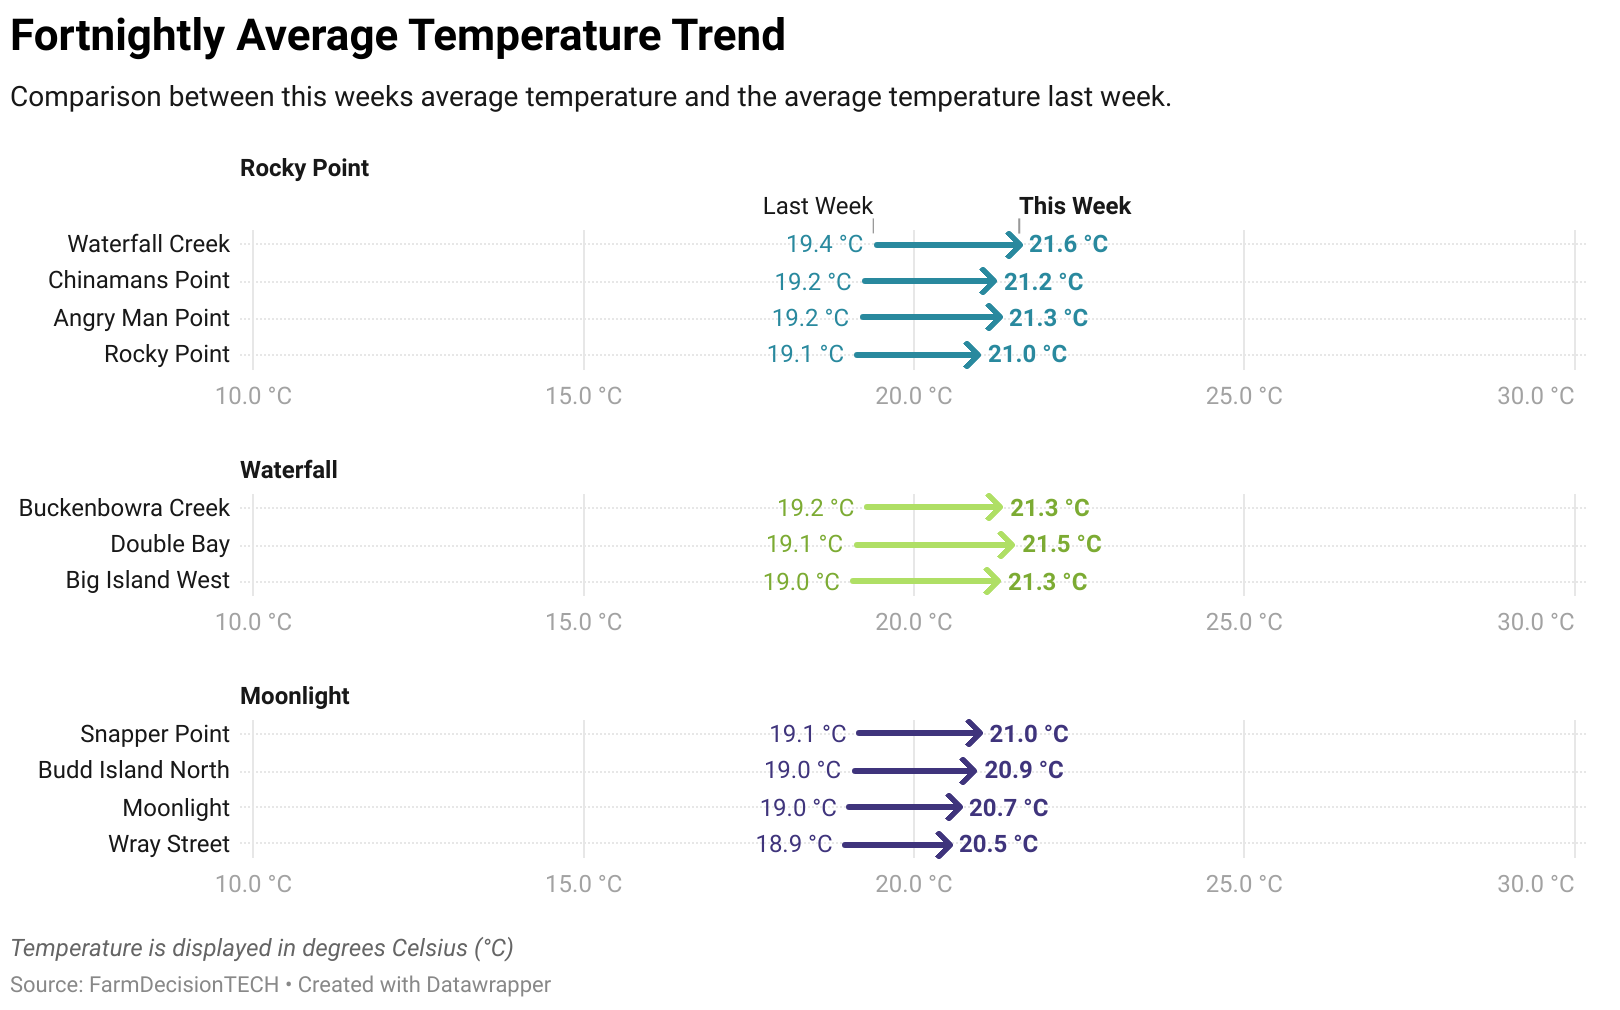 Fortnightly Average Temperature Trend
Comparison between this weeks average temperature and the average temperature last week.
Rocky Point
Last Week This Week
Waterfall Creek 19.4 °C 21.6 °C
Chinamans Point 19.2 °C 21.2 °C
Angry Man Point 19.2 °C 21.3 °C
Rocky Point 19.1 °C 21.0 °C
10.0 °C 15.0 °C 20.0 °C 25.0 °C 30.0 °C
Waterfall
Buckenbowra Creek 19.2 °C 21.3 °C
Double Bay 19.1 °C 21.5 °C
Big Island West 19.0 °C 21.3 °C
10.0 °C 15.0 °C 20.0 °C 25.0 °C 30.0 °C
Moonlight
Snapper Point 19.1 °C 21.0 °C
Budd Island North 19.0 °C 20.9 °C
Moonlight 19.0 °C 20.7 °C
Wray Street 18.9 °C 20.5 °C
10.0 °C 15.0 °C 20.0 °C 25.0 °C 30.0 °C
Temperature is displayed in degrees Celsius (°C)
Source: FarmDecisionTECH • Created with Datawrapper